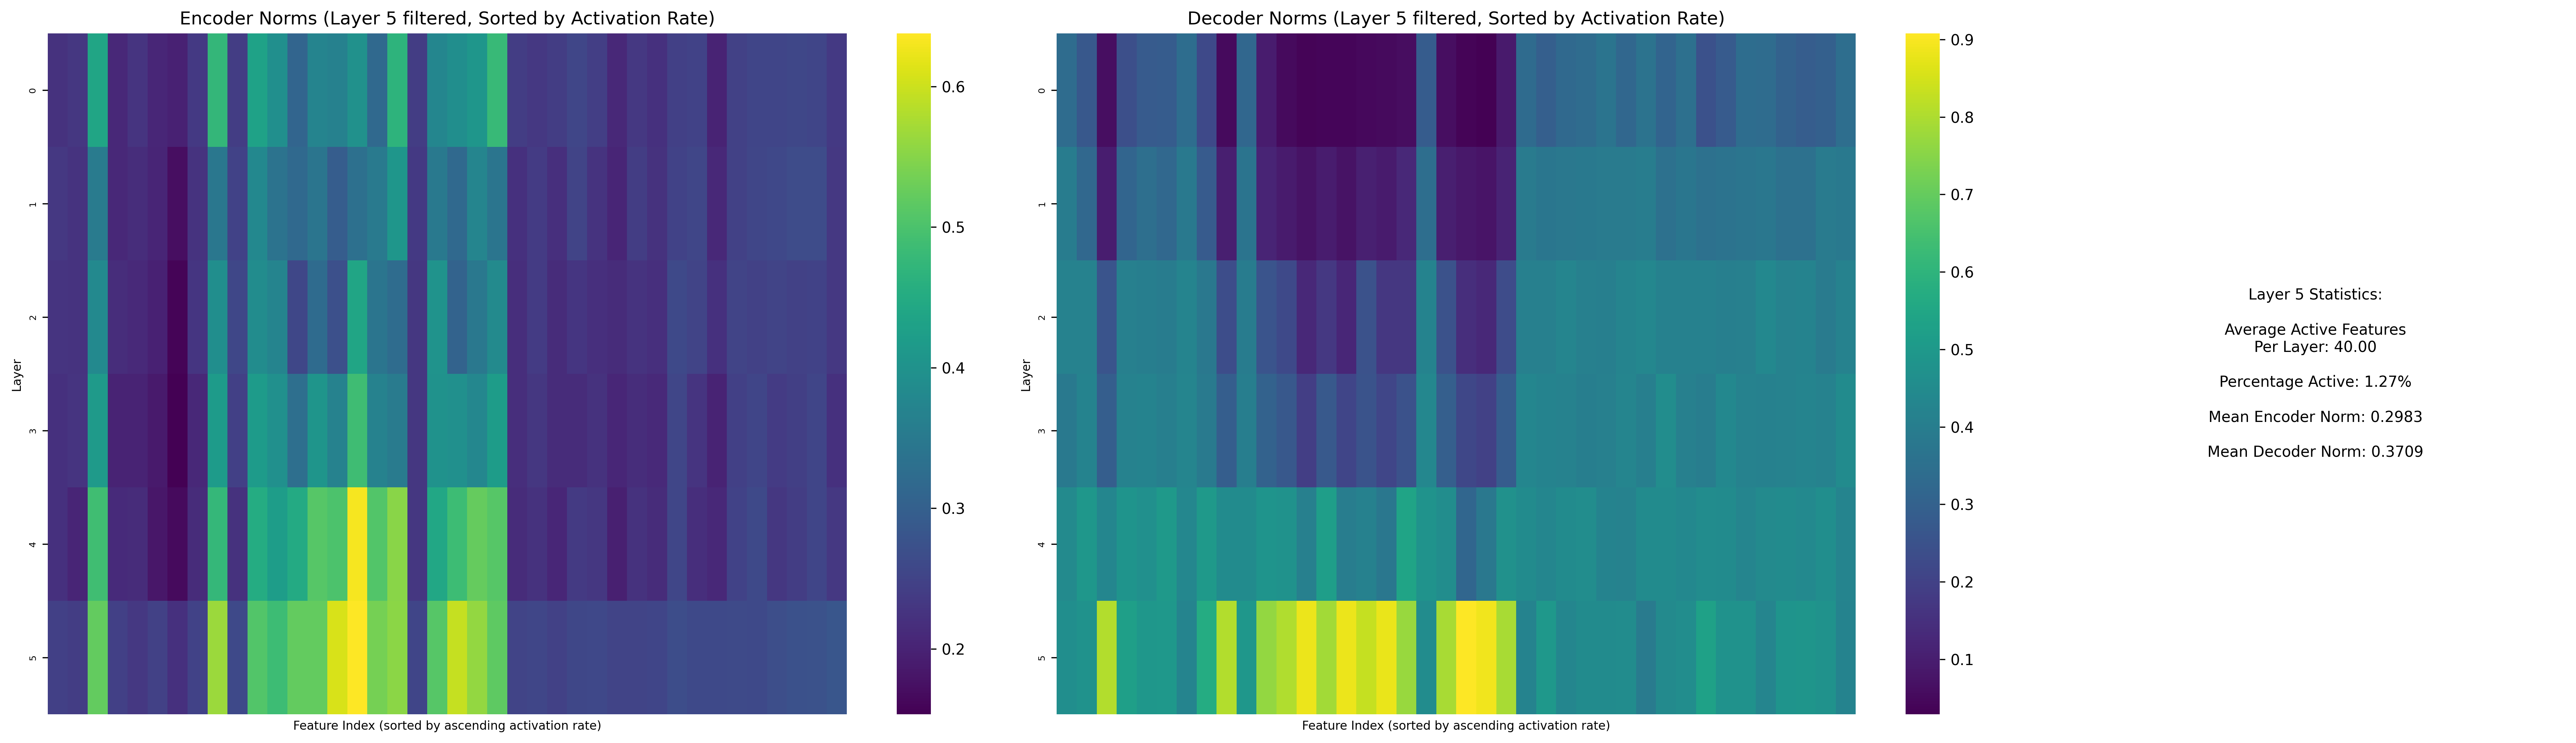 Encoder Norms (Layer 5 filtered, Sorted by Activation Rate)
Layer
0
1
2
3
4
5
Feature Index (sorted by ascending activation rate)
0.6
0.5
0.4
0.3
0.2
Decoder Norms (Layer 5 filtered, Sorted by Activation Rate)
Layer
0
1
2
3
4
5
Feature Index (sorted by ascending activation rate)
0.9
0.8
0.7
0.6
0.5
0.4
0.3
0.2
0.1
Layer 5 Statistics:
Average Active Features
Per Layer: 40.00
Percentage Active: 1.27%
Mean Encoder Norm: 0.2983
Mean Decoder Norm: 0.3709